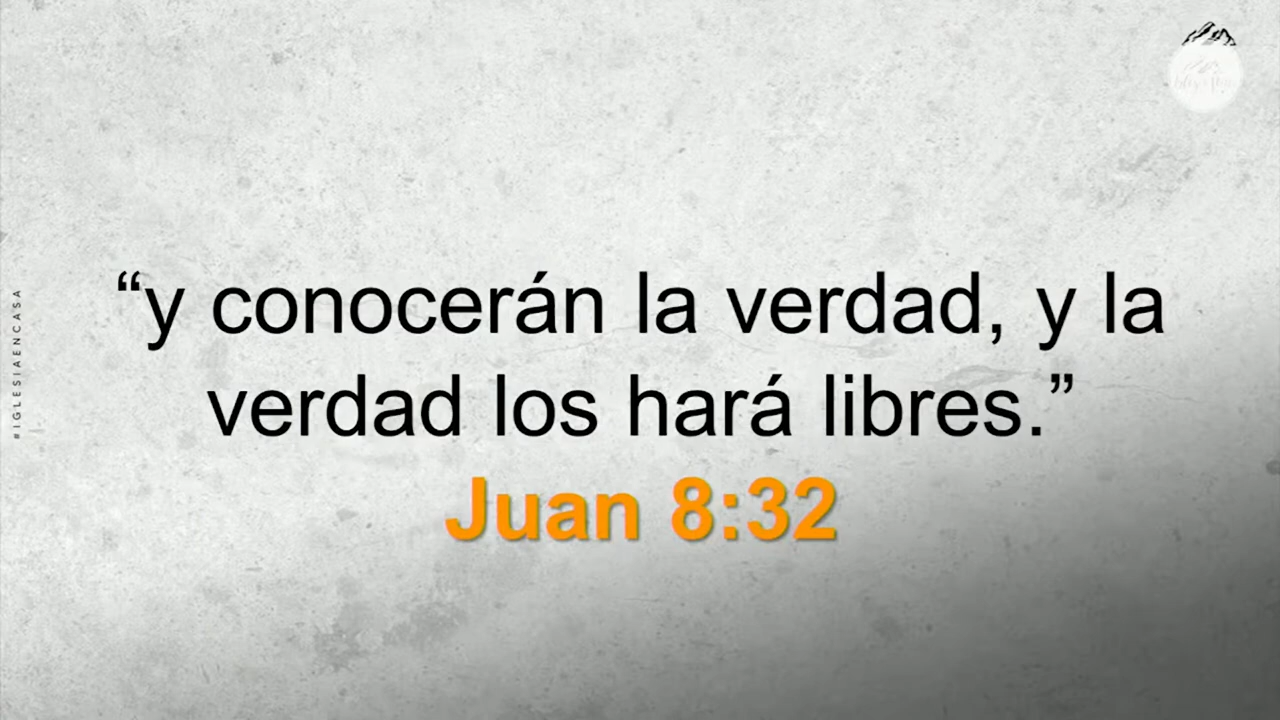 “y conocerán la verdad, y la
verdad los hará libres.”
Juan 8:32
#IGLESIAENCASA